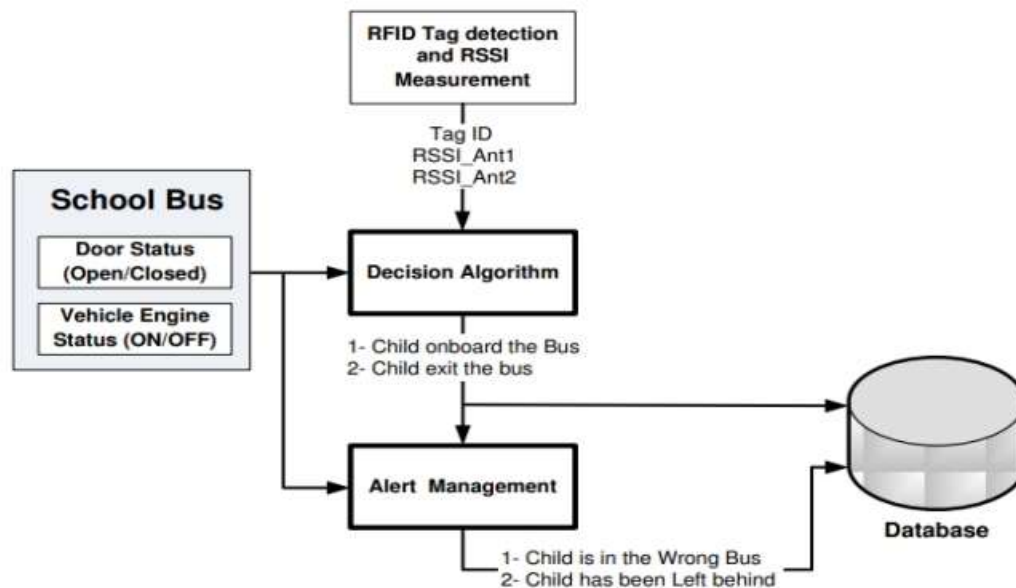 RFID Tag detection
and RSSI
Measurement
Tag ID
RSSI_Ant1
RSSI_Ant2
School Bus
Door Status
(Open/Closed)
Vehicle Engine
Status (ON/OFF)
Decision Algorithm
1- Child onboard the Bus
2- Child exit the bus
Alert Management
Database
1- Child is in the Wrong Bus
2- Child has been Left behind